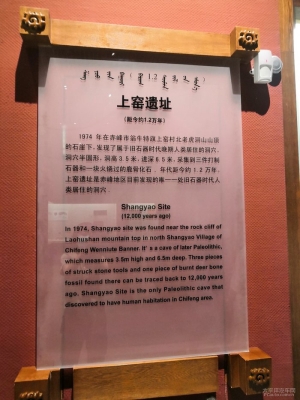 上窑遗址
(距今约1.2万年)
1974 年在赤峰市翁牛特旗上窑村北老虎洞山山顶
的石崖下,发现了属于旧石器时代晚期人类居住的洞穴。
洞穴半圆形,洞高 3.5 米,进深 6.5 米,采集到三件打制
石器和一块火烧过的鹿骨化石,年代距今约 1.2 万年。
上窑遗址是赤峰地区目前发现的唯一一处旧石器时代人
类居住的洞穴。
Shangyao Site
(12,000 years ago)
In 1974, Shangyao site was found near the rock cliff of
Laohushan mountain top in north Shangyao Village of
Chifeng Wenniute Banner. It' s a cave of later Paleolithic,
which measures 3.5m high and 6.5m deep. Three pieces
of struck stone tools and one piece of burnt deer bone
fossil found there can be traced back to 12,000 years
ago. Shangyao Site is the only Paleolithic cave that
discovered to have human habitation in Chifeng area.